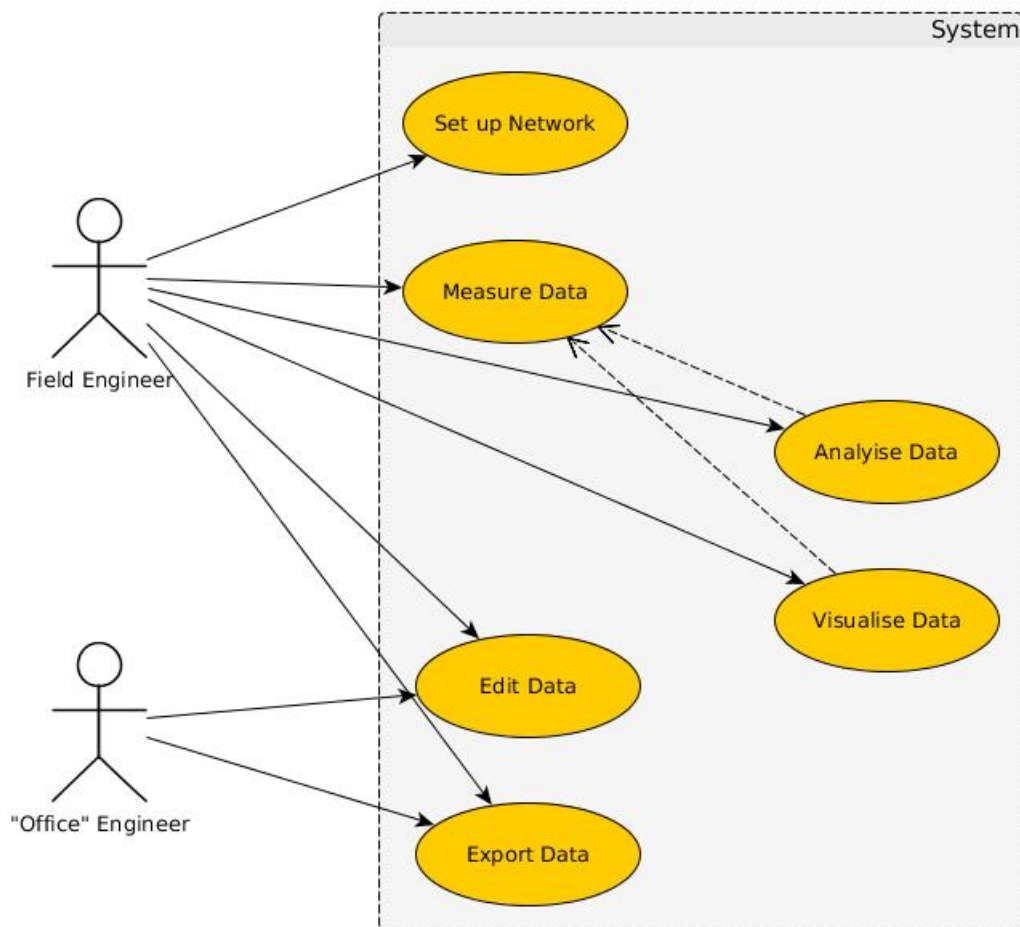 System
Set up Network
Measure Data
Field Engineer
Analyise Data
Visualise Data
Edit Data
"Office" Engineer
Export Data